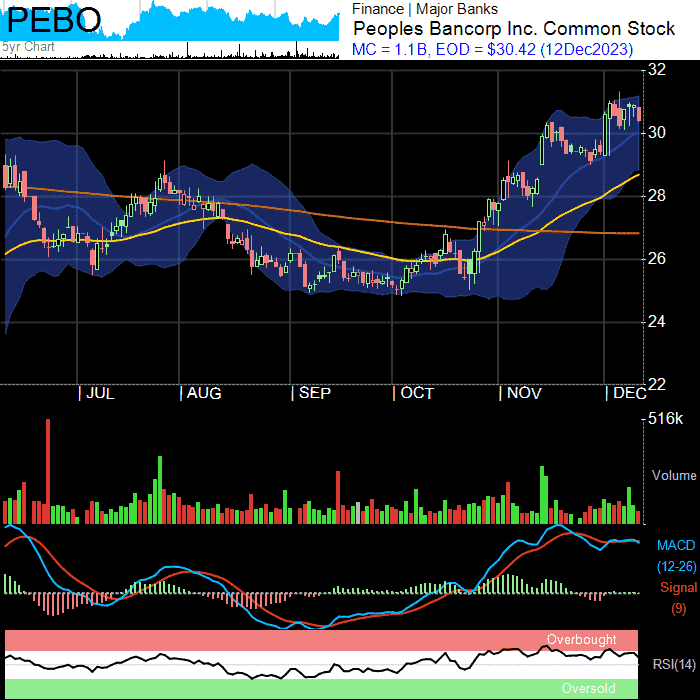 PEBO
5yr Chart
Finance | Major Banks
Peoples Bancorp Inc. Common Stock
MC = 1.1B, EOD = $30.42 (12Dec2023)
32
30
28
26
24
22
| JUL | AUG | SEP | OCT | NOV | DEC
516k
Volume
MACD
(12-26)
Signal
(9)
Overbought
RSI(14)
Oversold